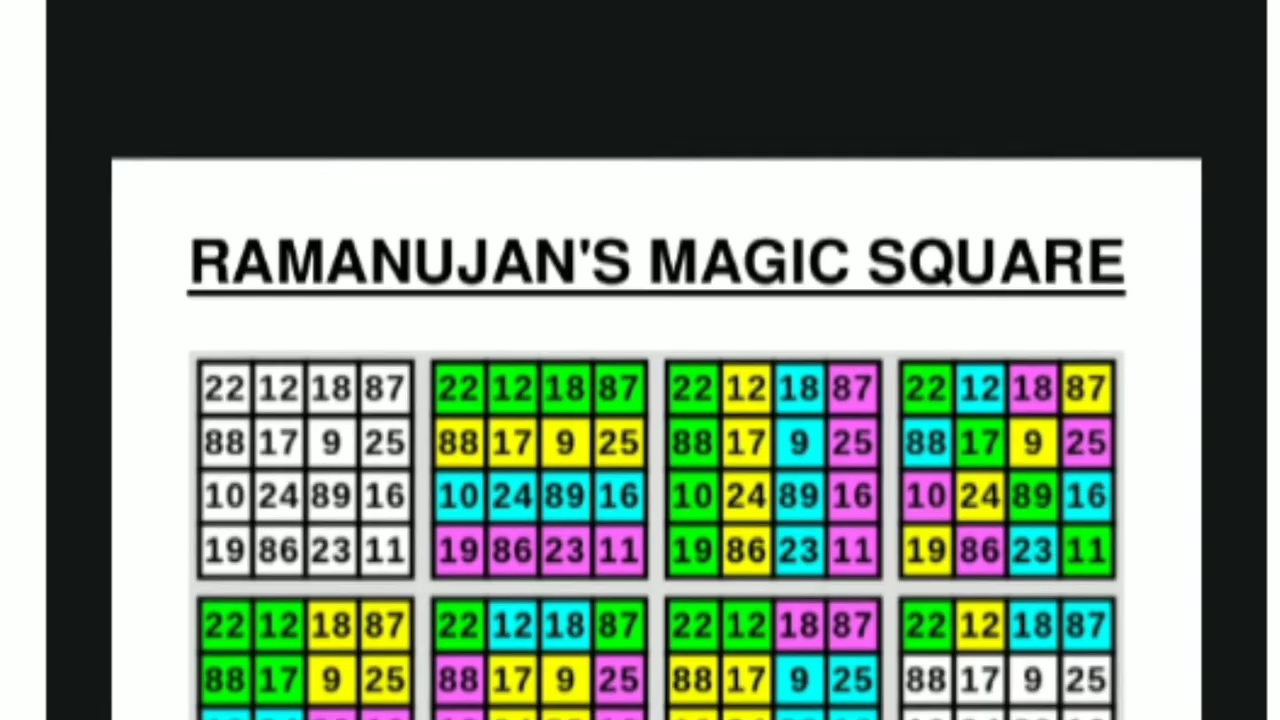 RAMANUJAN'S MAGIC SQUARE
22 12 18 87 22 12 18 87 22 12 18 87 22 12 18 87
88 17 9 25 88 17 9 25 88 17 9 25 88 17 9 25
10 24 89 16 10 24 89 16 10 24 89 16 10 24 89 16
19 86 23 11 19 86 23 11 19 86 23 11 19 86 23 11
22 12 18 87 22 12 18 87 22 12 18 87 22 12 18 87
88 17 9 25 88 17 9 25 88 17 9 25 88 17 9 25